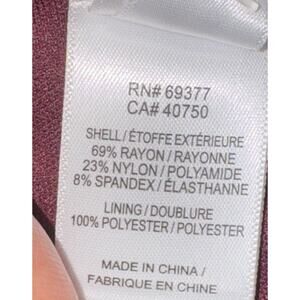 RN# 69377
CA# 40750
SHELL / ÉTOFFE EXTÉRIEURE
69% RAYON / RAYONNE
23% NYLON / POLYAMIDE
8% SPANDEX / ÉLASTHANNE
LINING / DOUBLURE
100% POLYESTER / POLYESTER
MADE IN CHINA /
FABRIQUE EN CHINE